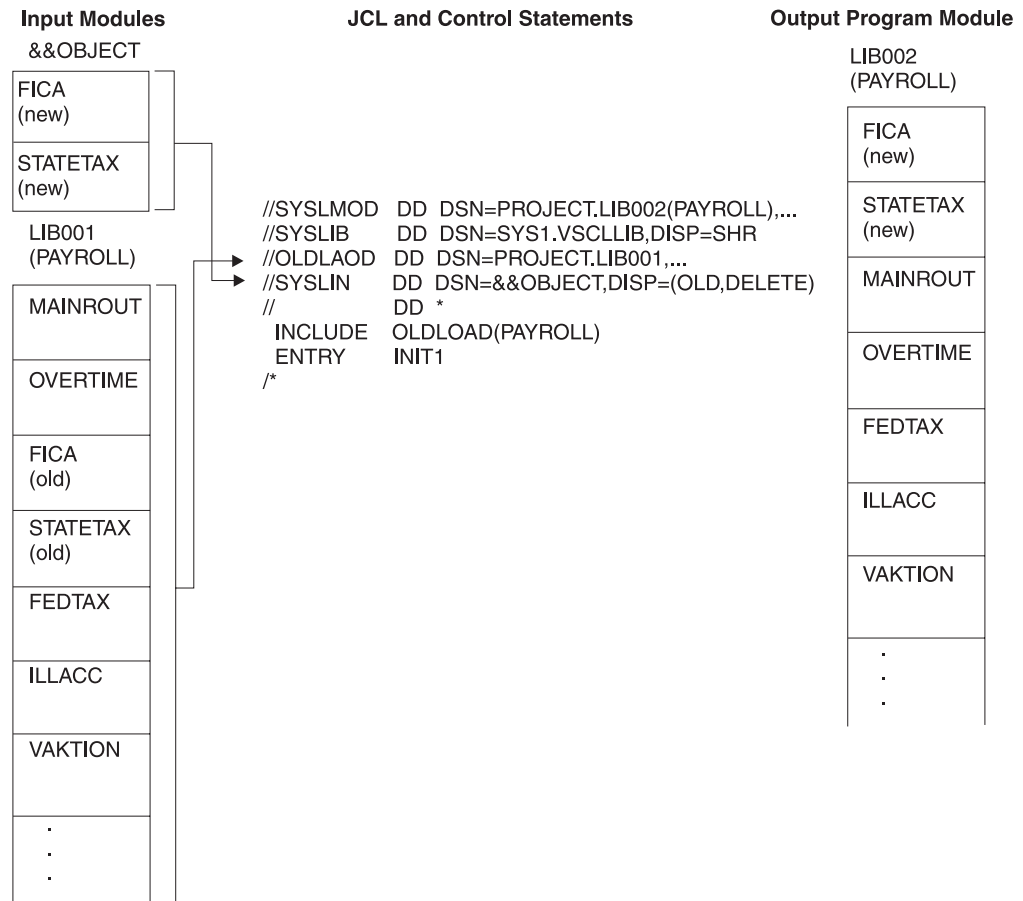 Input Modules
&&OBJECT
FICA
(new)
STATETAX
(new)
LIB001
(PAYROLL)
MAINROUT
OVERTIME
FICA
(old)
STATETAX
(old)
FEDTAX
ILLACC
VAKTION
.
.
.
JCL and Control Statements
//SYSLMOD DD DSN=PROJECT.LIB002(PAYROLL),...
//SYSLIB DD DSN=SYS1.VSCLLIB,DISP=SHR
//OLDLAOD DD DSN=PROJECT.LIB001,...
//SYSLIN DD DSN=&&OBJECT,DISP=(OLD,DELETE)
// DD *
INCLUDE OLDLOAD(PAYROLL)
ENTRY INIT1
/*
Output Program Module
LIB002
(PAYROLL)
FICA
(new)
STATETAX
(new)
MAINROUT
OVERTIME
FEDTAX
ILLACC
VAKTION
.
.
.